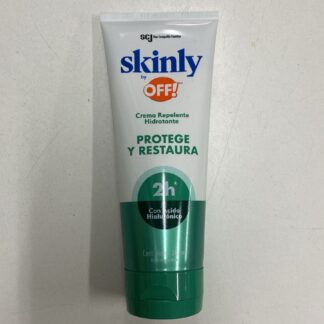 SCJ
skinly
by OFF!
Crema Repelente
Hidratante
PROTEGE
Y RESTAURA
2h*
Con Ácido
Hialurónico